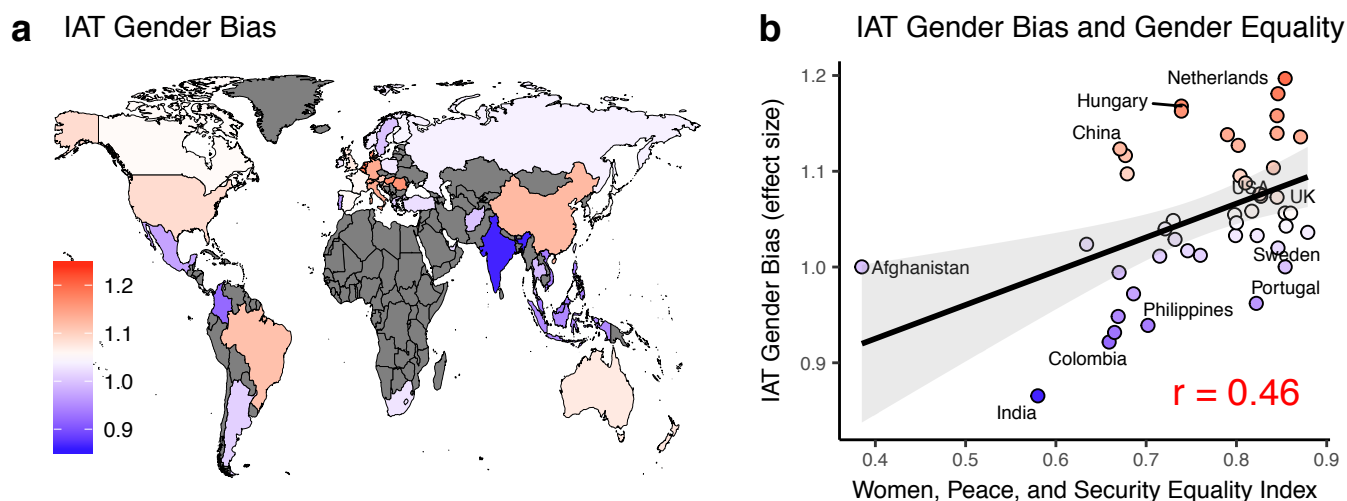 a IAT Gender Bias
1.2
1.1
1.0
0.9
b IAT Gender Bias and Gender Equality
IAT Gender Bias (effect size)
1.2
1.1
1.0
0.9
Netherlands
Hungary
China
USA
UK
Afghanistan
Sweden
Portugal
Philippines
Colombia
India
r = 0.46
0.4 0.5 0.6 0.7 0.8 0.9
Women, Peace, and Security Equality Index